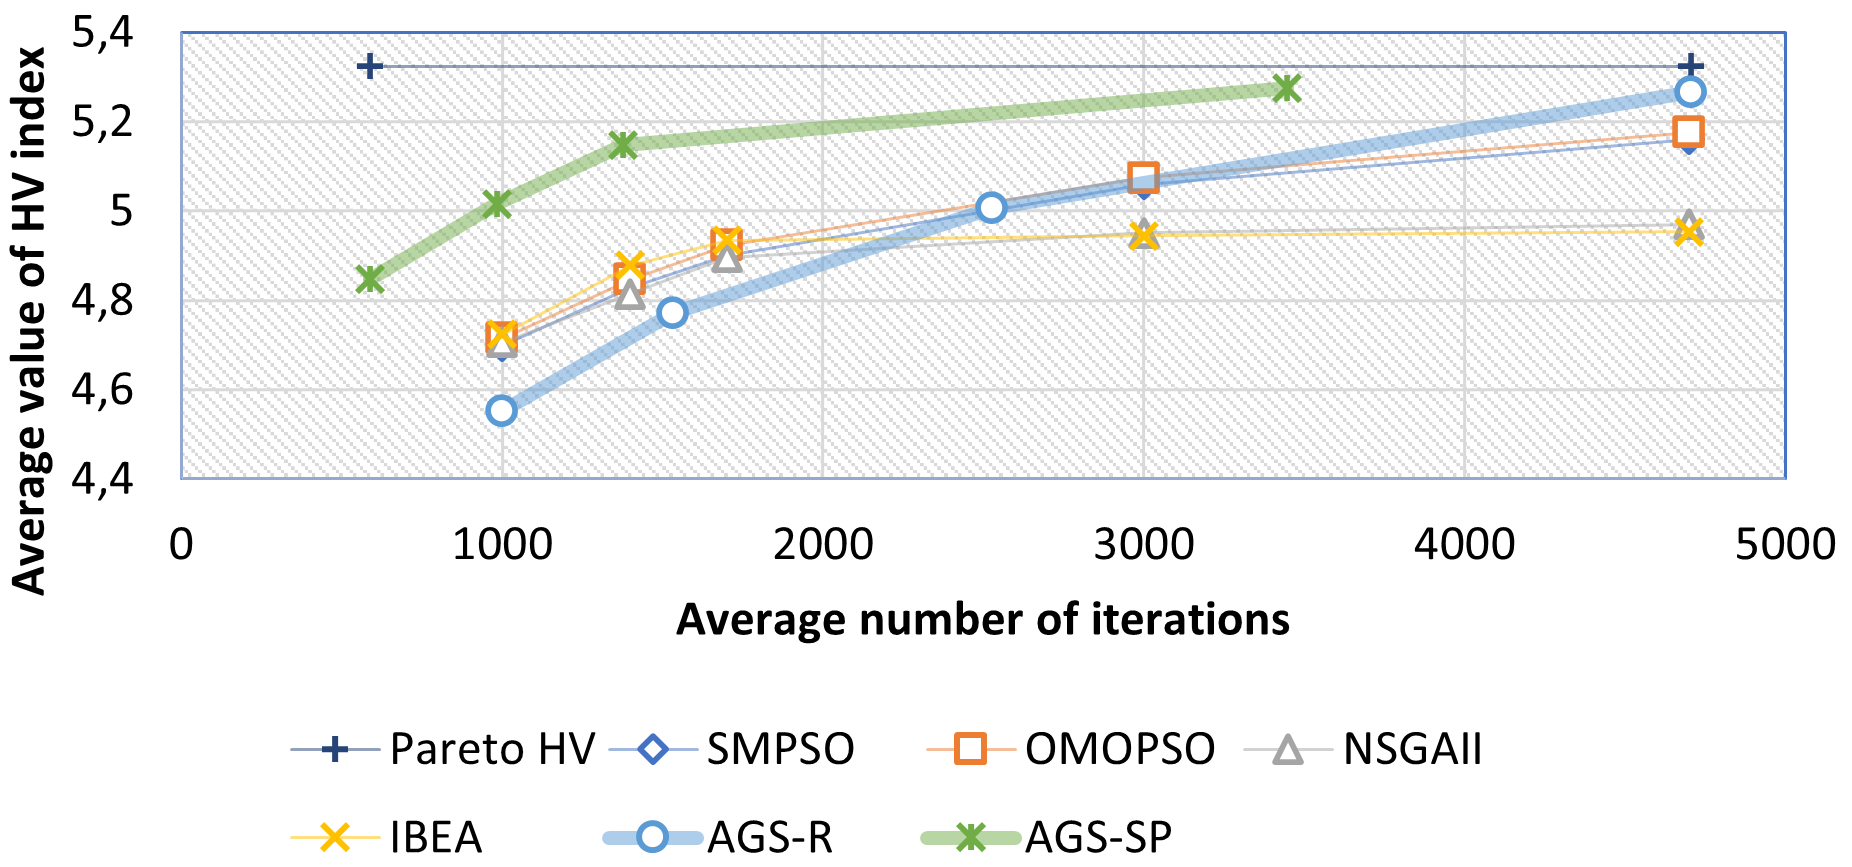 Average value of HV index
5,4
5,2
5
4,8
4,6
4,4
0 1000 2000 3000 4000 5000
Average number of iterations
Pareto HV SMPSO OMOPSO NSGAII
IBEA AGS-R AGS-SP